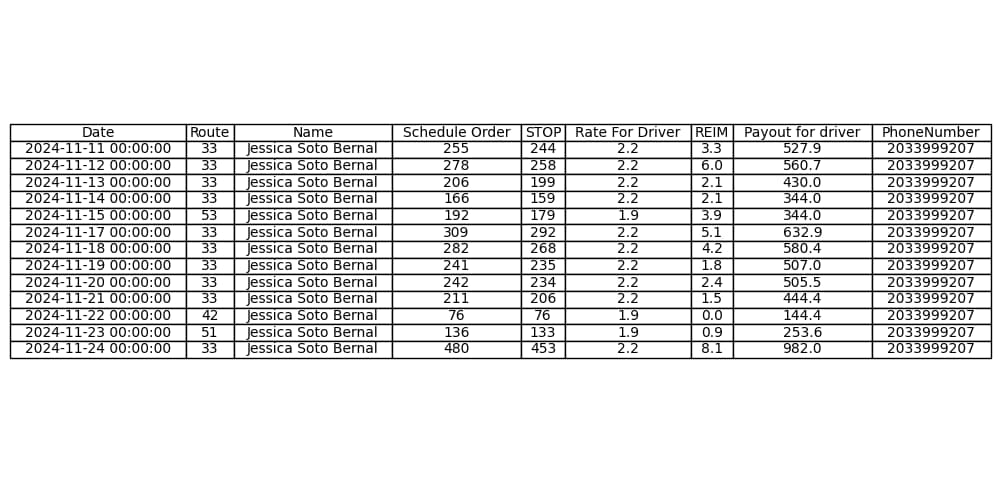 Date Route Name Schedule Order STOP Rate For Driver REIM Payout for driver PhoneNumber
2024-11-11 00:00:00 33 Jessica Soto Bernal 255 244 2.2 3.3 527.9 2033999207
2024-11-12 00:00:00 33 Jessica Soto Bernal 278 258 2.2 6.0 560.7 2033999207
2024-11-13 00:00:00 33 Jessica Soto Bernal 206 199 2.2 2.1 430.0 2033999207
2024-11-14 00:00:00 33 Jessica Soto Bernal 166 159 2.2 2.1 344.0 2033999207
2024-11-15 00:00:00 53 Jessica Soto Bernal 192 179 1.9 3.9 344.0 2033999207
2024-11-17 00:00:00 33 Jessica Soto Bernal 309 292 2.2 5.1 632.9 2033999207
2024-11-18 00:00:00 33 Jessica Soto Bernal 282 268 2.2 4.2 580.4 2033999207
2024-11-19 00:00:00 33 Jessica Soto Bernal 241 235 2.2 1.8 507.0 2033999207
2024-11-20 00:00:00 33 Jessica Soto Bernal 242 234 2.2 2.4 505.5 2033999207
2024-11-21 00:00:00 33 Jessica Soto Bernal 211 206 2.2 1.5 444.4 2033999207
2024-11-22 00:00:00 42 Jessica Soto Bernal 76 76 1.9 0.0 144.4 2033999207
2024-11-23 00:00:00 51 Jessica Soto Bernal 136 133 1.9 0.9 253.6 2033999207
2024-11-24 00:00:00 33 Jessica Soto Bernal 480 453 2.2 8.1 982.0 2033999207